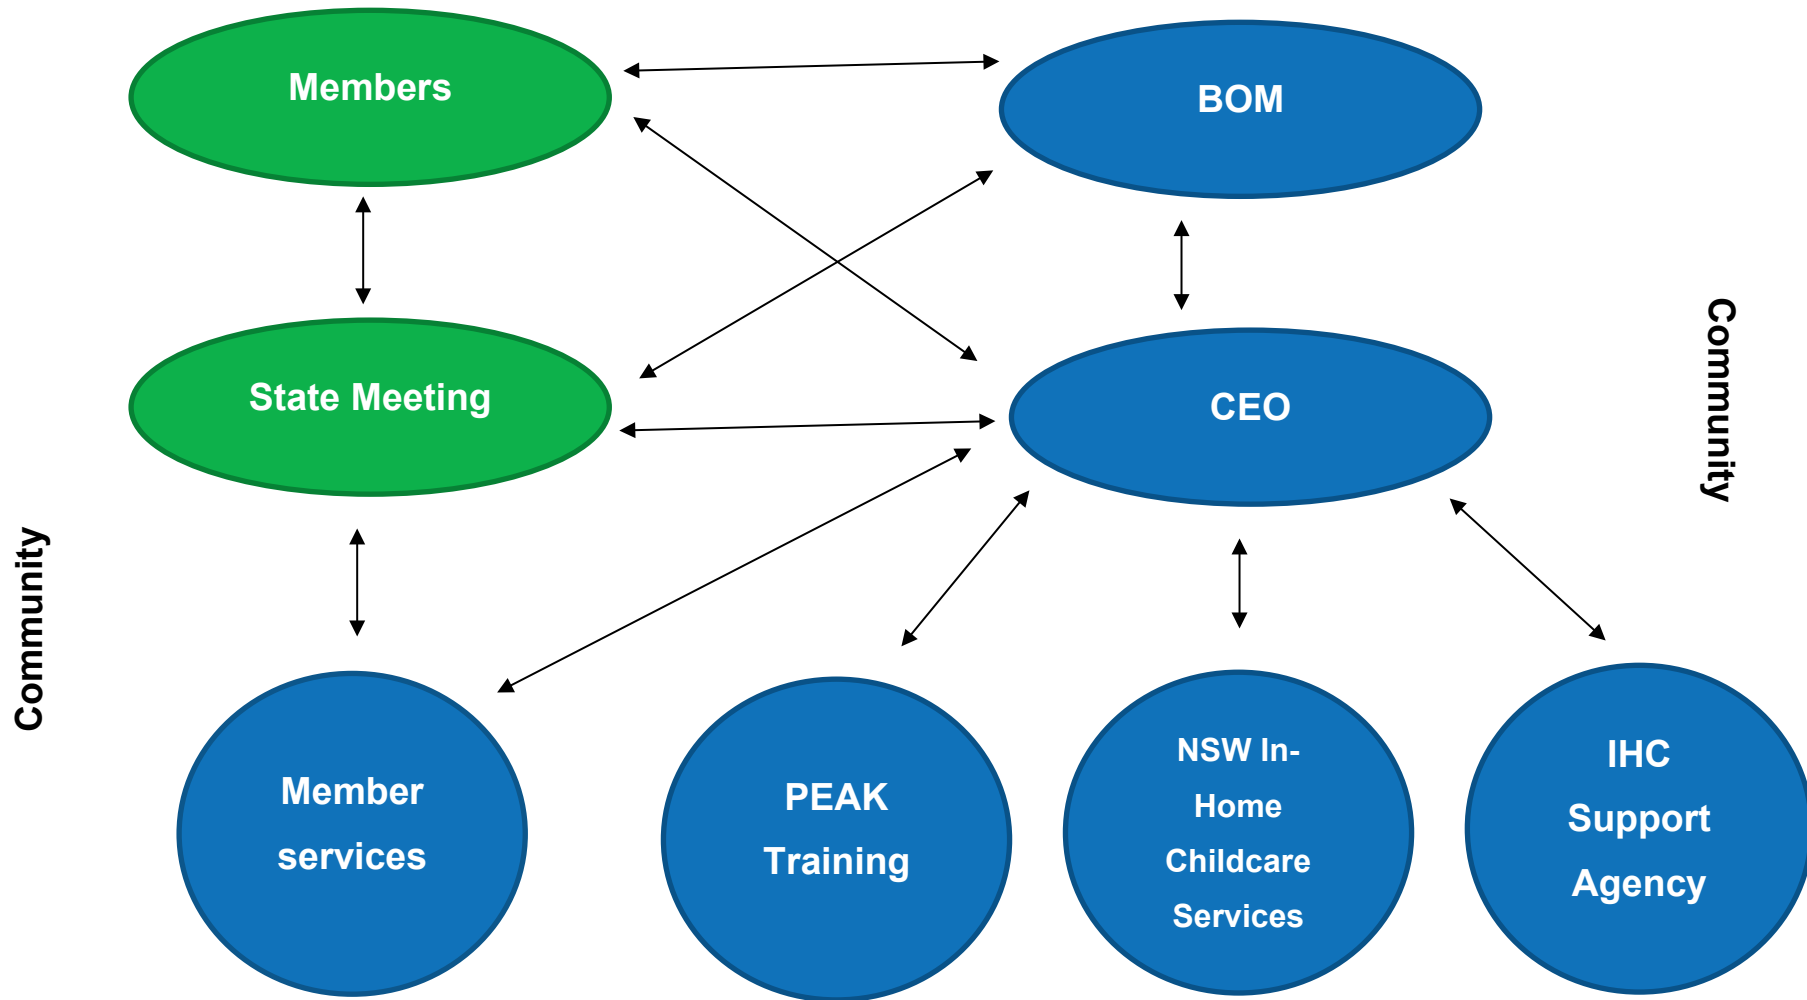 Members
BOM
State Meeting
CEO
Community
Community
Member
services
PEAK
Training
NSW In-
Home
Childcare
Services
IHC
Support
Agency